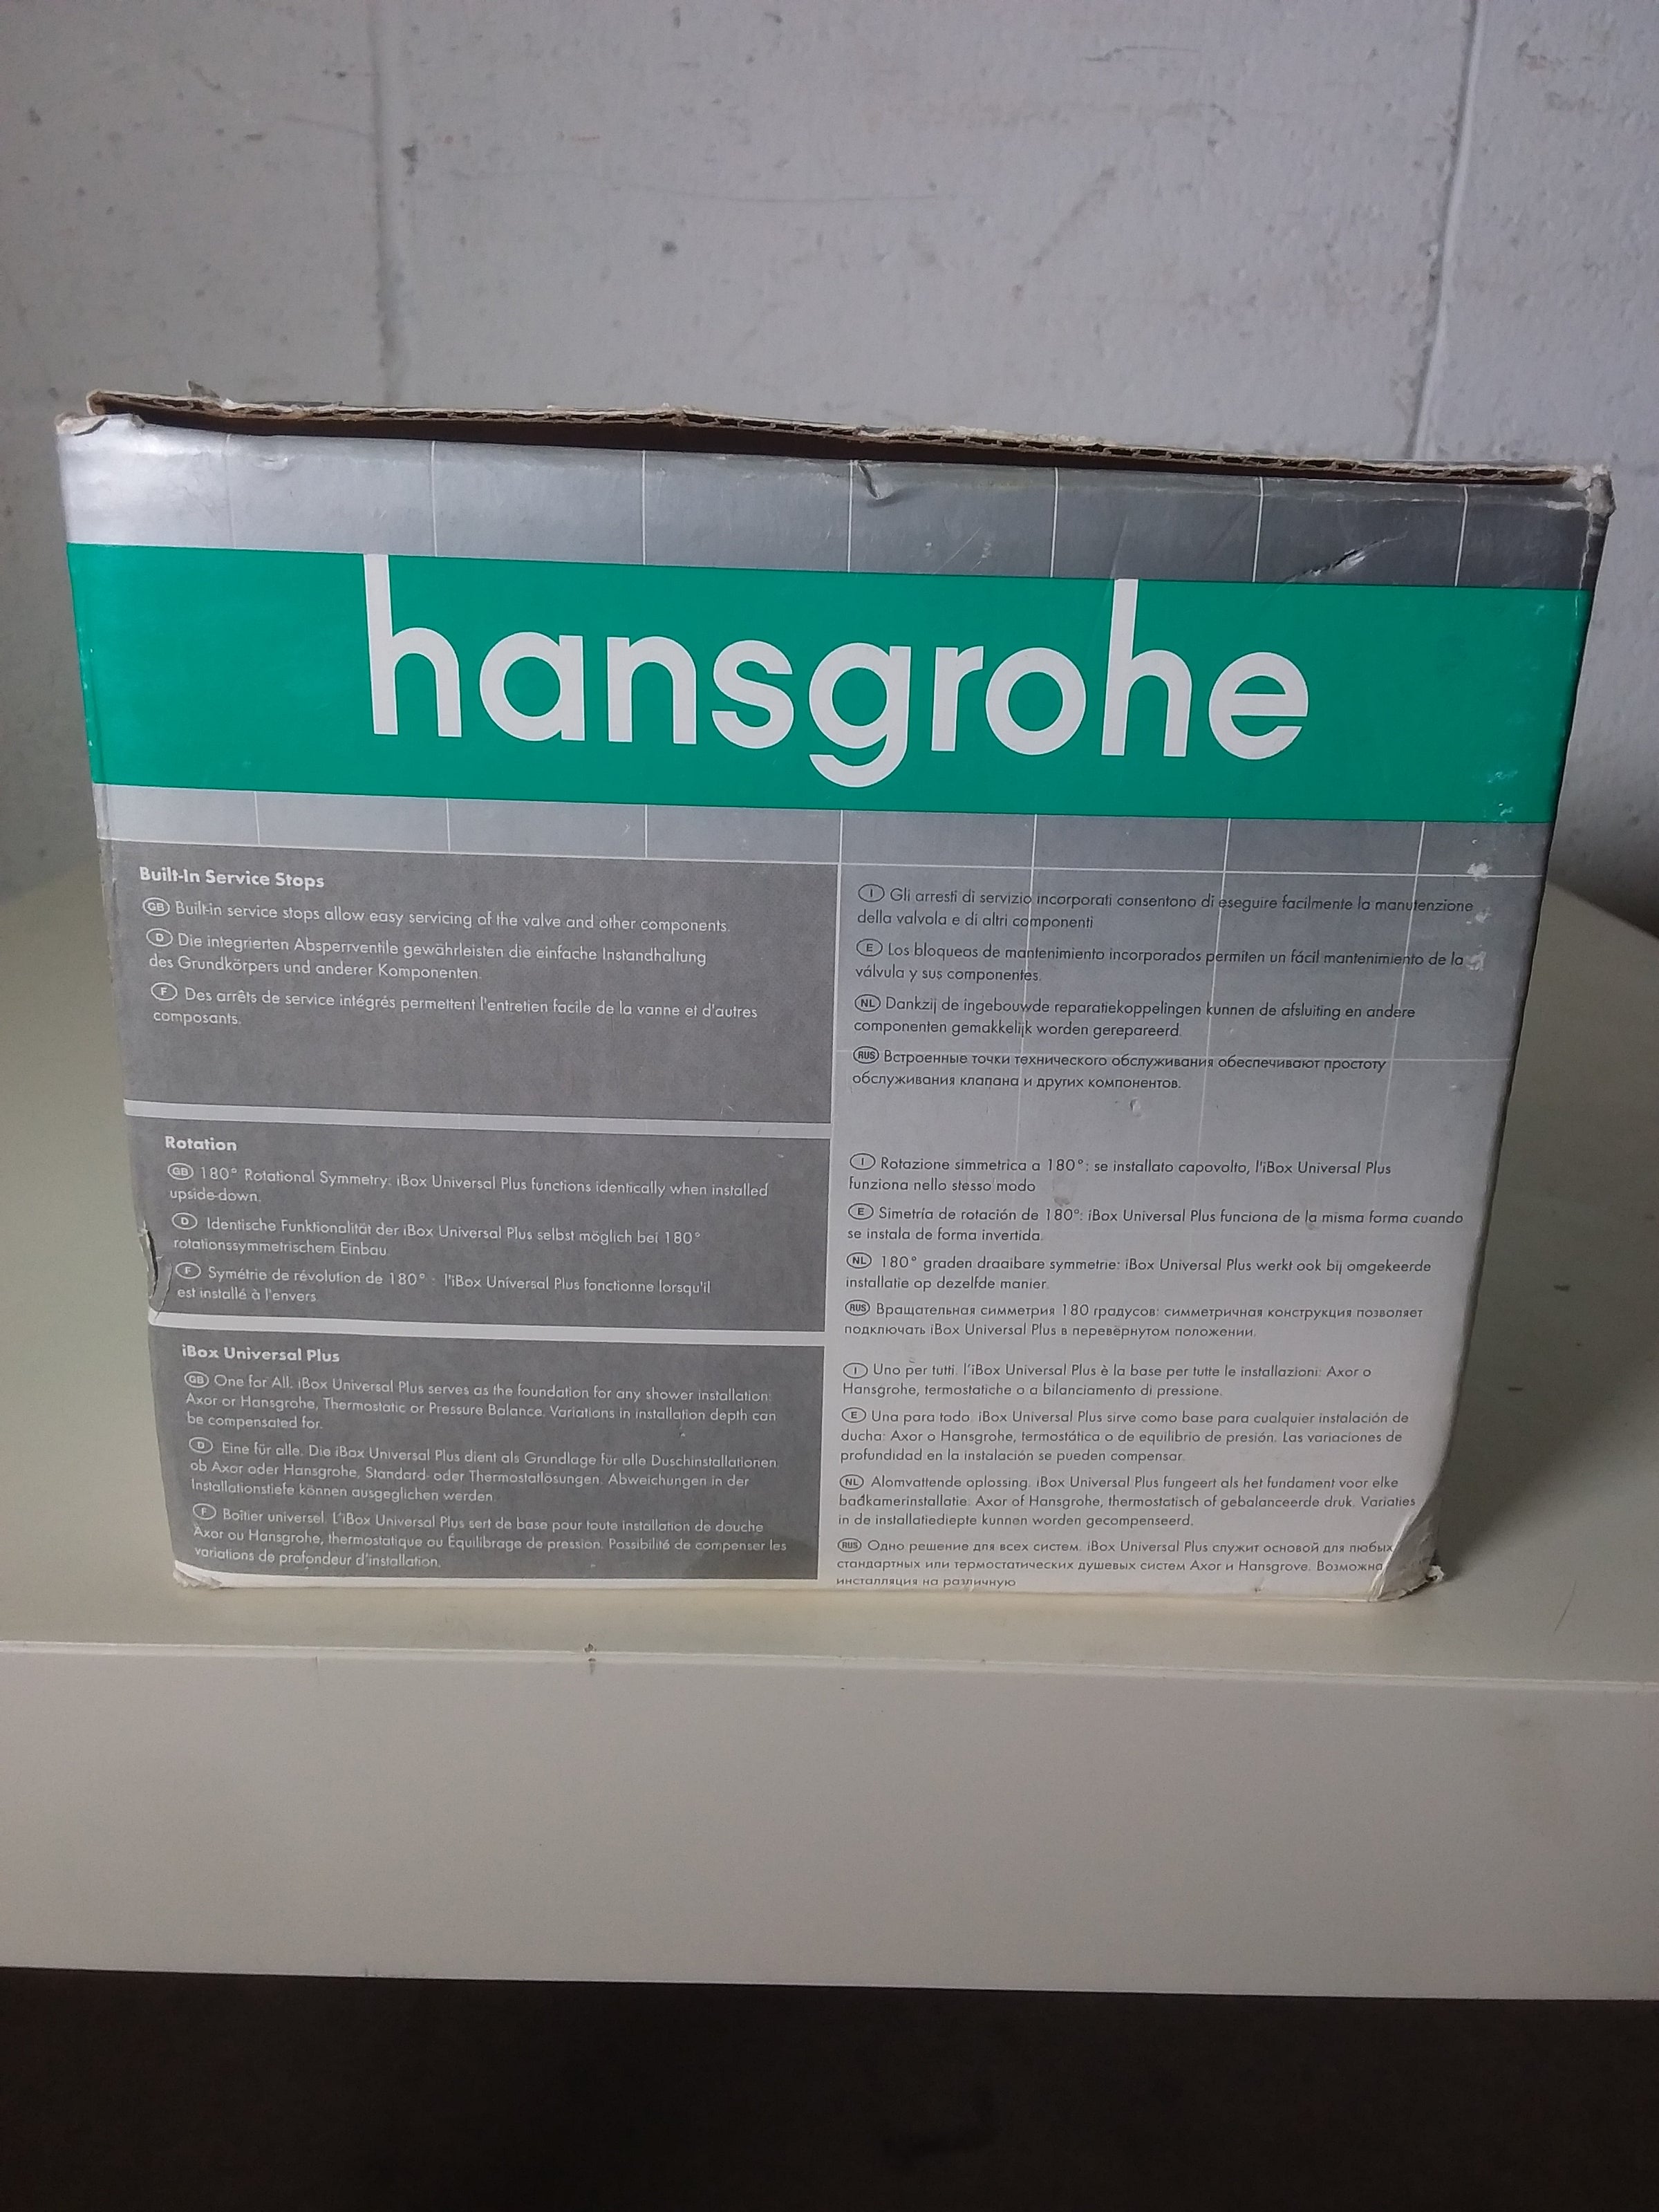 hansgrohe
Built-In Service Stops
GB Built-in service stops allow easy servicing of the valve and other components.
D Die integrierten Absperrventile gewährleisten die einfache Instandhaltung
des Grundkörpers und anderer Komponenten.
F Des arrêts de service intégrés permettent l'entretien facile de la vanne et d'autres
composants.
I Gli arresti di servizio incorporati consentono di eseguire facilmente la manutenzione
della valvola e di altri componenti
E Los bloqueos de mantenimiento incorporados permiten un fácil mantenimiento de la
válvula y sus componentes.
NL Dankzij de ingebouwde reparatiekoppelingen kunnen de afsluiting en andere
componenten gemakkelijk worden gerepareerd.
RUS Встроенные точки технического обслуживания обеспечивают простоту
обслуживания клапана и других компонентов.
Rotation
GB 180° Rotational Symmetry: iBox Universal Plus functions identically when installed
upside-down.
D Identische Funktionalität der iBox Universal Plus selbst möglich bei 180°
rotationssymmetrischem Einbau.
F Symétrie de révolution de 180° - l'iBox Universal Plus fonctionne lorsqu'il
est installé à l'envers.
I Rotazione simmetrica a 180°: se installato capovolto, l'iBox Universal Plus
funziona nello stesso modo
E Simetría de rotación de 180°: iBox Universal Plus funciona de la misma forma cuando
se instala de forma invertida.
NL 180° graden draaibare symmetrie: iBox Universal Plus werkt ook bij omgekeerde
installatie op dezelfde manier.
RUS Вращательная симметрия 180 градусов: симметричная конструкция позволяет
подключать iBox Universal Plus в перевёрнутом положении.
iBox Universal Plus
GB One for All. iBox Universal Plus serves as the foundation for any shower installation:
Axor or Hansgrohe, Thermostatic or Pressure Balance. Variations in installation depth can
be compensated for.
D Eine für alle. Die iBox Universal Plus dient als Grundlage für alle Duschinstallationen:
ob Axor oder Hansgrohe, Standard- oder Thermostatlösungen. Abweichungen in der
Installationstiefe können ausgeglichen werden.
F Boîtier universel. L'iBox Universal Plus sert de base pour toute installation de douche
Axor ou Hansgrohe, thermostatique ou Équilibrage de pression. Possibilité de compenser les
variations de profondeur d'installation.
I Uno per tutti. l'iBox Universal Plus è la base per tutte le installazioni: Axor o
Hansgrohe, termostatiche o a bilanciamento di pressione.
E Una para todo. iBox Universal Plus sirve como base para cualquier instalación de
ducha: Axor o Hansgrohe, termostática o de equilibrio de presión. Las variaciones de
profundidad en la instalación se pueden compensar.
NL Alomvattende oplossing. iBox Universal Plus fungeert als het fundament voor elke
badkamerinstallatie: Axor of Hansgrohe, thermostatisch of gebalanceerde druk. Variaties
in de installatiediepte kunnen worden gecompenseerd.
RUS Одно решение для всех систем. iBox Universal Plus служит основой для любых
стандартных или термостатических душевых систем Axor и Hansgrove. Возможна
инсталляция на различную